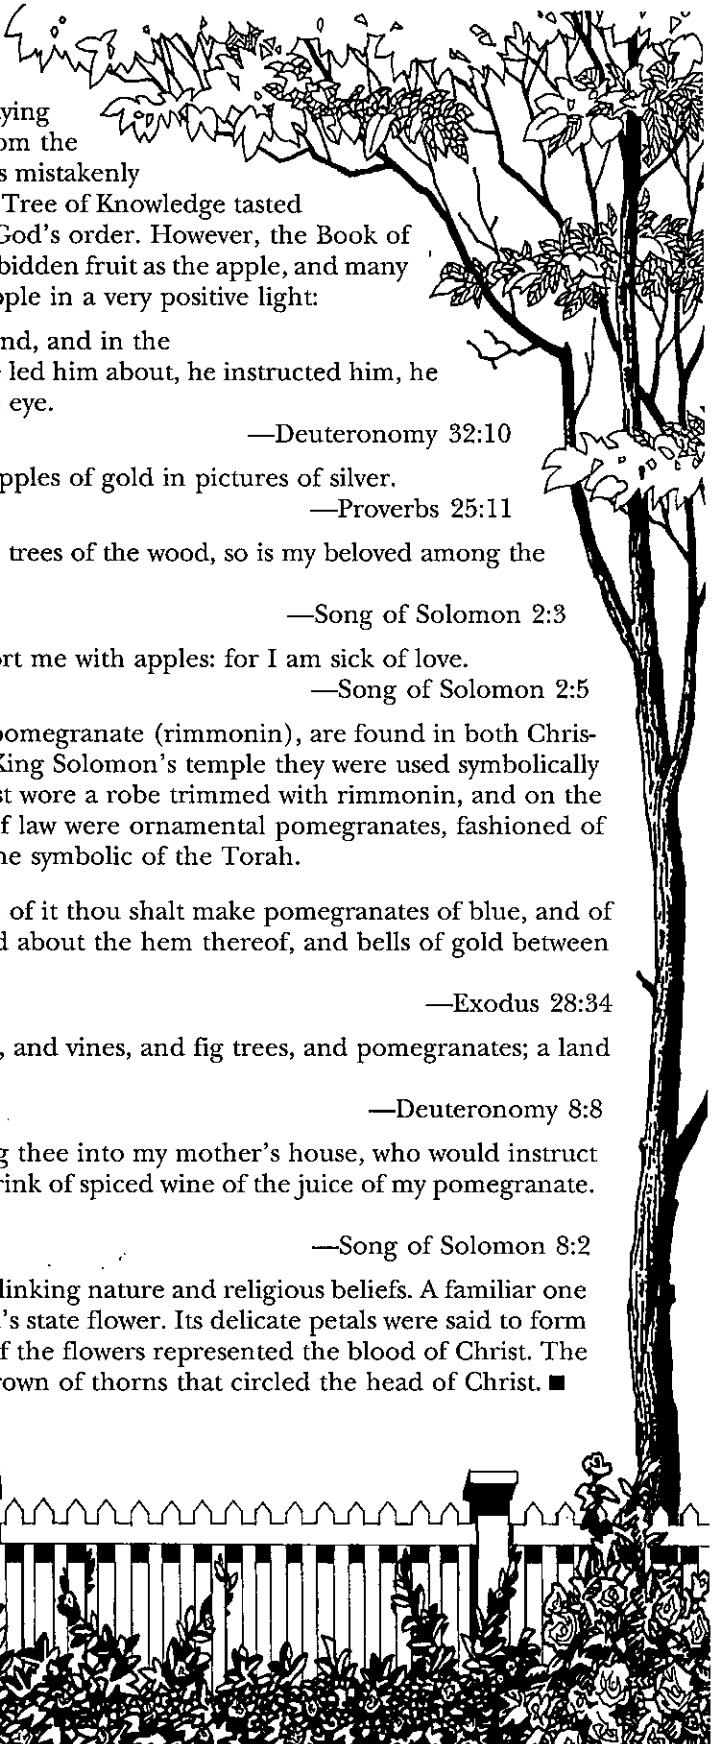 ying
om the
s mistakenly
Tree of Knowledge tasted
God's order. However, the Book of
bidden fruit as the apple, and many
pple in a very positive light:
nd, and in the
led him about, he instructed him, he
eye.
—Deuteronomy 32:10
pples of gold in pictures of silver.
—Proverbs 25:11
trees of the wood, so is my beloved among the
—Song of Solomon 2:3
rt me with apples: for I am sick of love.
—Song of Solomon 2:5
pomegranate (rimmonin), are found in both Chris-
King Solomon's temple they were used symbolically
st wore a robe trimmed with rimmonin, and on the
f law were ornamental pomegranates, fashioned of
ne symbolic of the Torah.
of it thou shalt make pomegranates of blue, and of
d about the hem thereof, and bells of gold between
—Exodus 28:34
, and vines, and fig trees, and pomegranates; a land
—Deuteronomy 8:8
g thee into my mother's house, who would instruct
rink of spiced wine of the juice of my pomegranate.
—Song of Solomon 8:2
linking nature and religious beliefs. A familiar one
's state flower. Its delicate petals were said to form
f the flowers represented the blood of Christ. The
rown of thorns that circled the head of Christ. ■